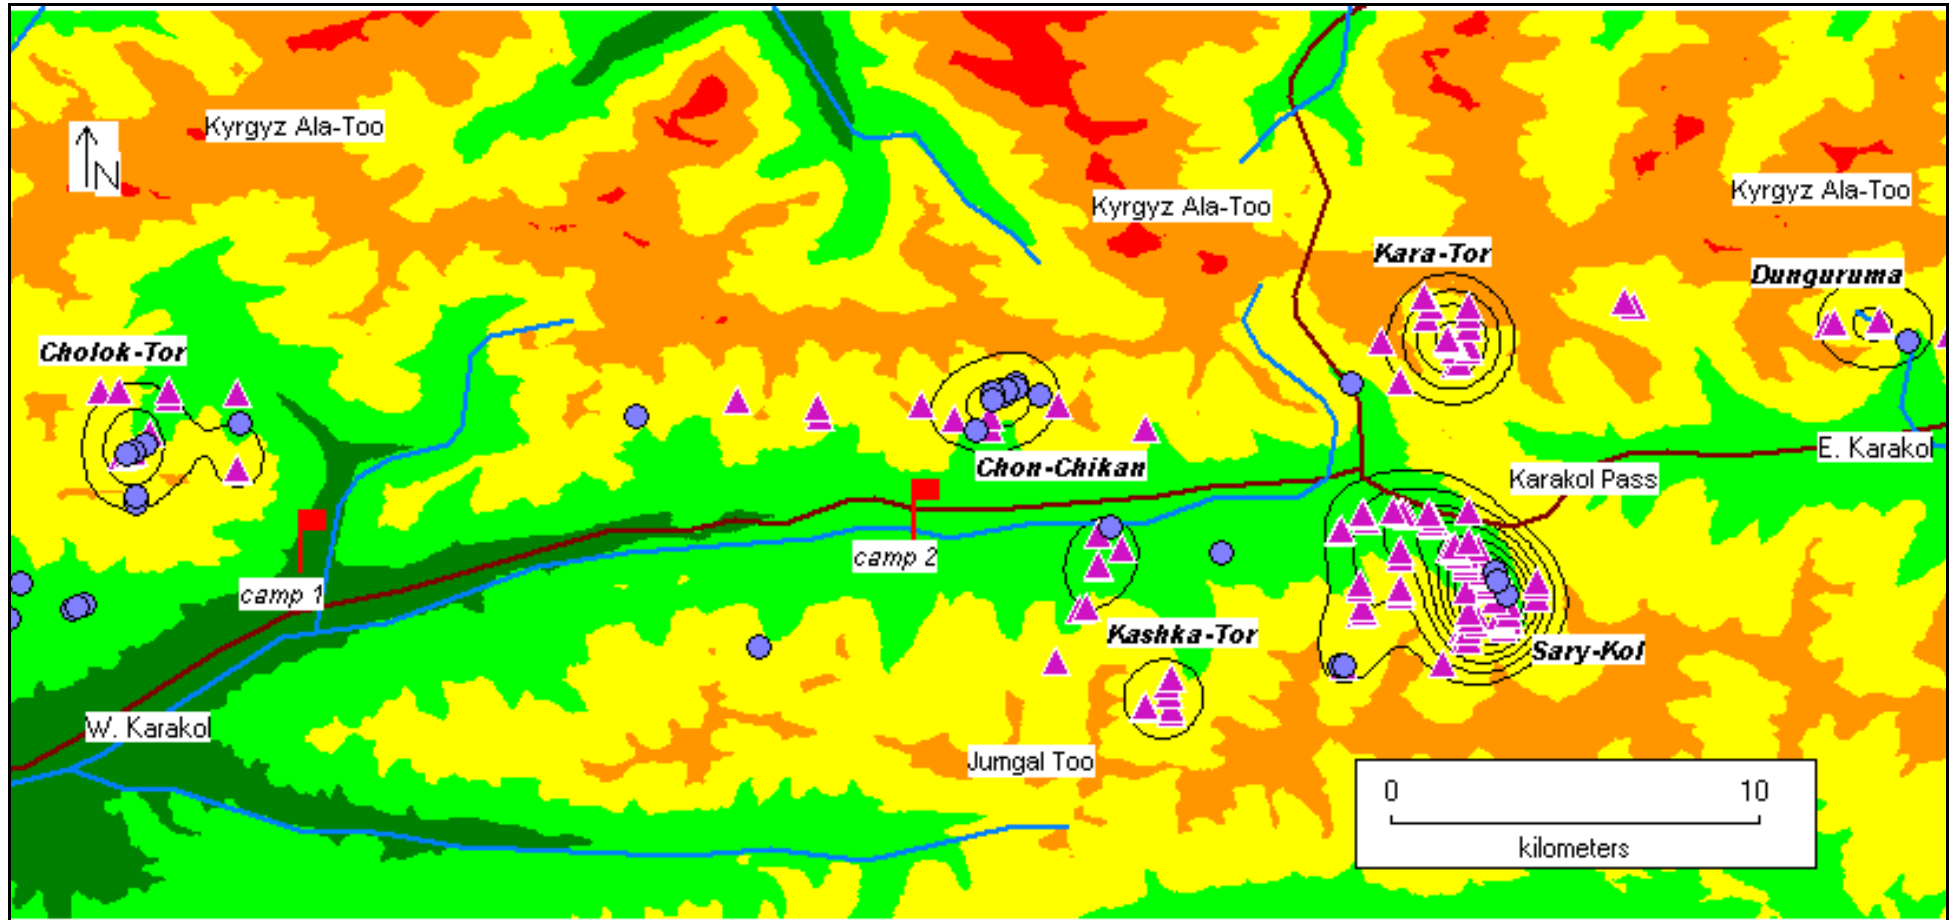 Kyrgyz Ala-Too
N
Kyrgyz Ala-Too
Kyrgyz Ala-Too
Kara-Tor
Dunguruma
Cholok-Tor
Chon-Chikan
E. Karakol
Karakol Pass
camp 2
camp 1
Kashka-Tor
Sary-Kol
W. Karakol
Jumgal Too
0 10
kilometers